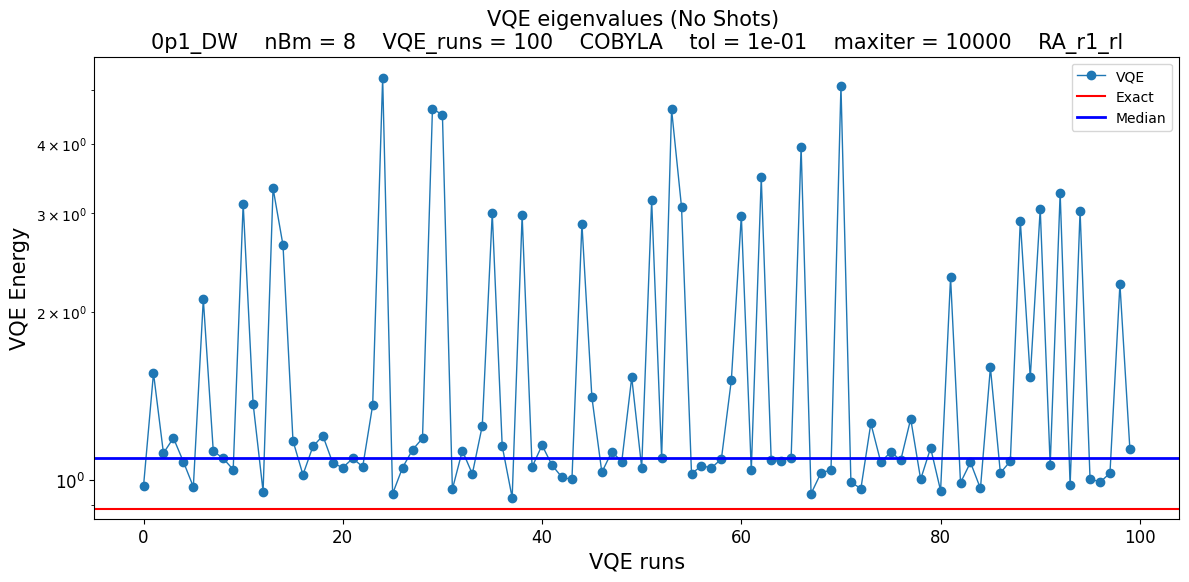 VQE eigenvalues (No Shots)
0p1_DW nBm = 8 VQE_runs = 100 COBYLA tol = 1e-01 maxiter = 10000 RA_r1_rl
VQE
Exact
Median
VQE Energy
4 × 10⁰
3 × 10⁰
2 × 10⁰
10⁰
0 20 40 60 80 100
VQE runs